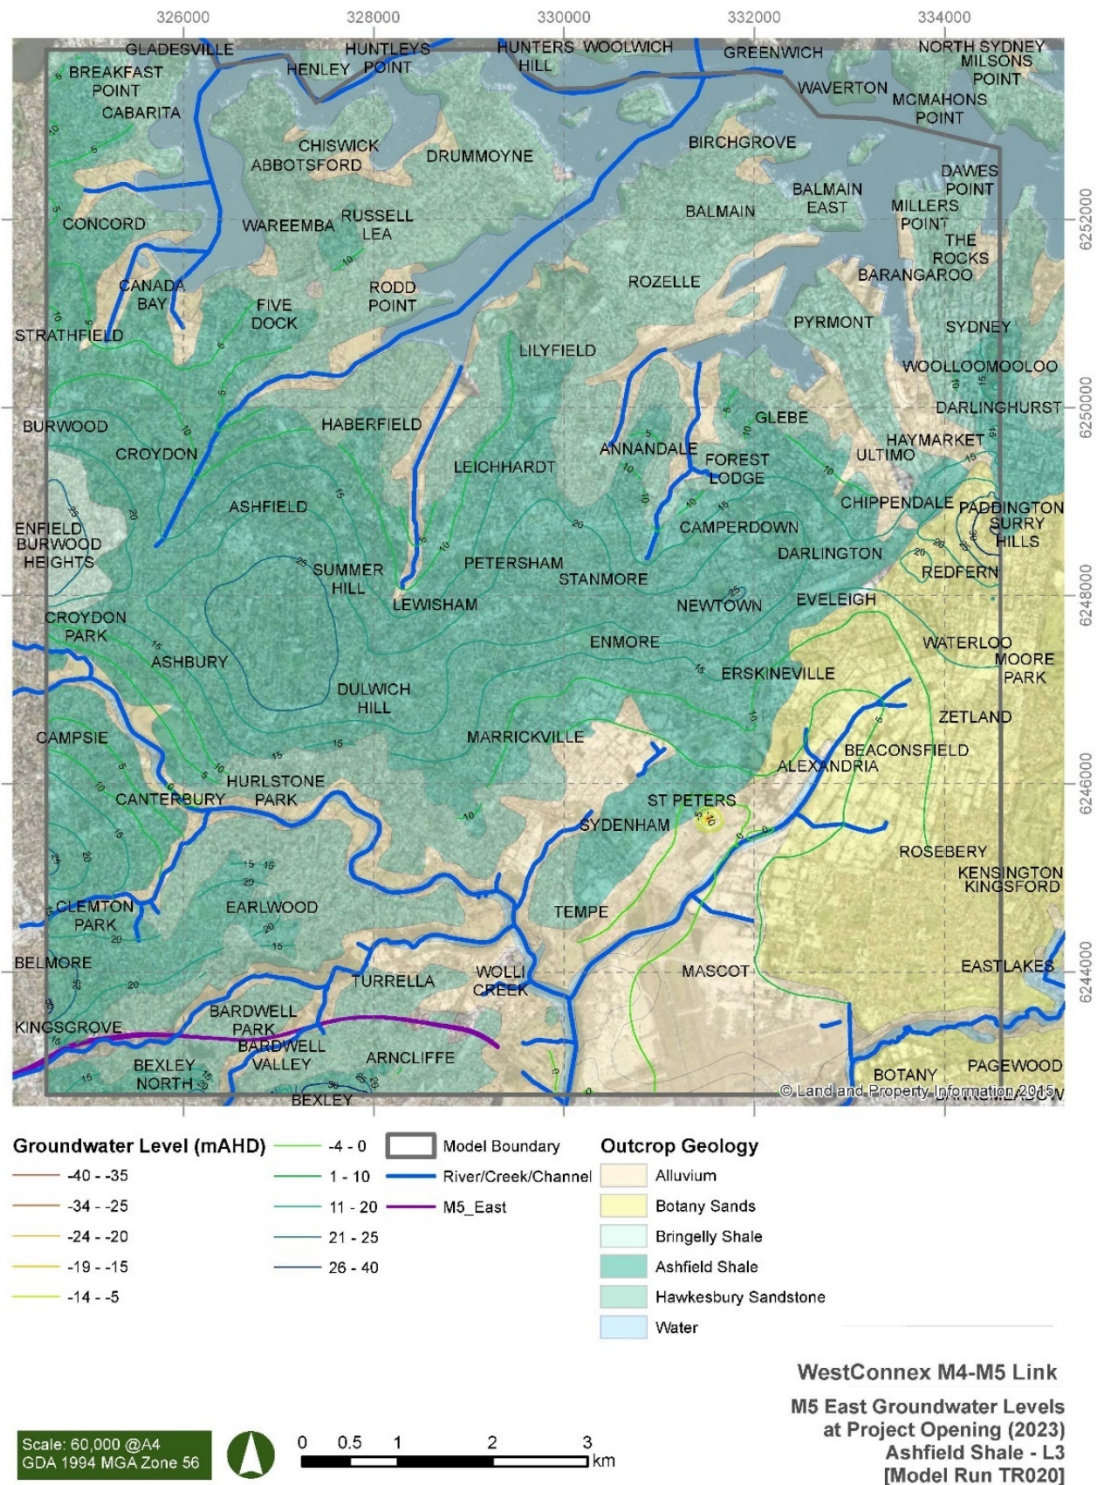 326000 328000 330000 332000 334000
GLADESVILLE
HUNTLEYS
POINT
HUNTERS
HILL
WOOLWICH
GREENWICH
NORTH SYDNEY
MILSONS
POINT
BREAKFAST
POINT
HENLEY
WAVERTON
CABARITA
MCMAHONS
POINT
CHISWICK
ABBOTSFORD
DRUMMOYNE
BIRCHGROVE
DAWES
POINT
BALMAIN
EAST
CONCORD
WAREEMBA
RUSSELL
LEA
BALMAIN
MILLERS
POINT
6252000
THE
ROCKS
CANADA
BAY
RODD
POINT
ROZELLE
BARANGAROO
FIVE
DOCK
STRATHFIELD
PYRMONT
SYDNEY
LILYFIELD
WOOLLOOMOOLOO
BURWOOD
HABERFIELD
GLEBE
DARLINGHURST
6250000
CROYDON
LEICHHARDT
ANNANDALE
FOREST
LODGE
HAYMARKET
ULTIMO
ASHFIELD
CHIPPENDALE
PADDINGTON
SURRY
HILLS
ENFIELD
BURWOOD
HEIGHTS
CAMPERDOWN
DARLINGTON
SUMMER
HILL
PETERSHAM
STANMORE
REDFERN
LEWISHAM
NEWTOWN
EVELEIGH
6248000
CROYDON
PARK
ENMORE
WATERLOO
MOORE
PARK
ASHBURY
ERSKINEVILLE
DULWICH
HILL
ZETLAND
CAMPSIE
MARRICKVILLE
BEACONSFIELD
ALEXANDRIA
HURLSTONE
PARK
CANTERBURY
ST PETERS
6246000
SYDENHAM
ROSEBERY
KENSINGTON
KINGSFORD
CLEMTON
PARK
EARLWOOD
TEMPE
BELMORE
TURRELLA
WOLLI
CREEK
MASCOT
EASTLAKES
6244000
KINGSGROVE
BARDWELL
PARK
BARDWELL
VALLEY
ARNCLIFFE
BEXLEY
NORTH
BOTANY
PAGEWOOD
BEXLEY
© Land and Property Information 2015
Groundwater Level (mAHD)
-40 - -35
-34 - -25
-24 - -20
-19 - -15
-14 - -5
-4 - 0
1 - 10
11 - 20
21 - 25
26 - 40
Model Boundary
River/Creek/Channel
M5_East
Outcrop Geology
Alluvium
Botany Sands
Bringelly Shale
Ashfield Shale
Hawkesbury Sandstone
Water
WestConnex M4-M5 Link
M5 East Groundwater Levels
at Project Opening (2023)
Ashfield Shale - L3
[Model Run TR020]
Scale: 60,000 @A4
GDA 1994 MGA Zone 56
0 0.5 1 2 3
km